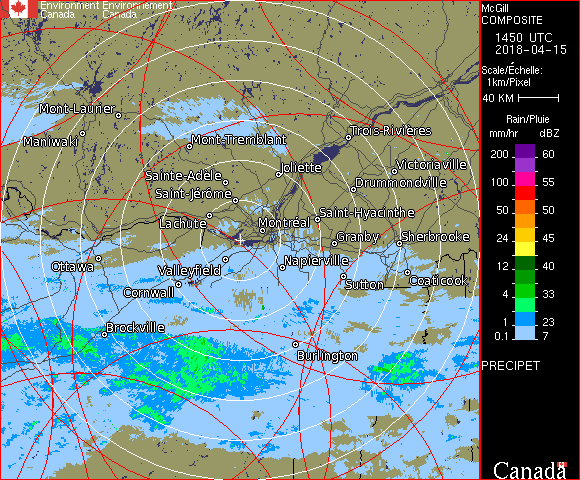 Environment Environnement
Canada Canada
McGill
COMPOSITE
1450 UTC
2018-04-15
Scale/Échelle:
1km/Pixel
40 KM
Rain/Pluie
mm/hr dBZ
200 60
100 55
50 50
24 45
12 40
4 33
1 23
0.1 7
PRECIPET
Canada
Mont-Laurier
Maniwaki
Mont-Tremblant
Trois-Rivières
Joliette
Victoriaville
Sainte-Adèle
Drummondville
Saint-Jérôme
Lachute
Saint-Hyacinthe
Montréal
Granby
Sherbrooke
Ottawa
Valleyfield
Napierville
Cornwall
Sutton
Coaticook
Brockville
Burlington